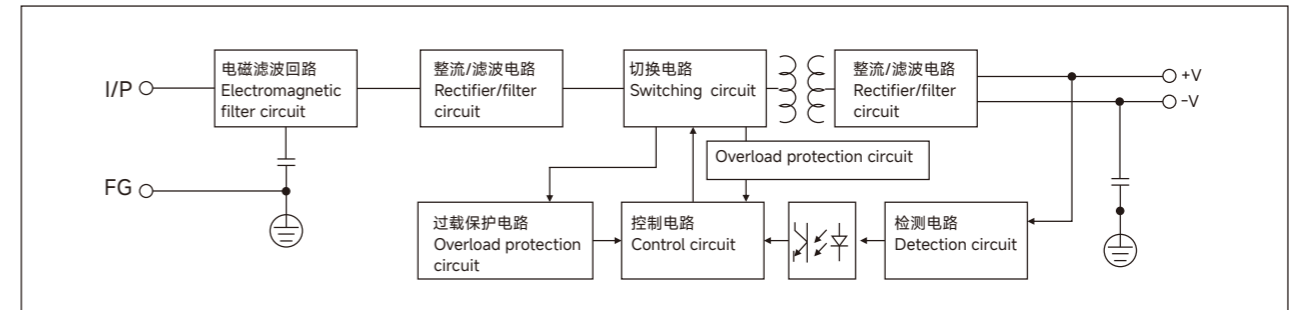 I/P
电磁滤波回路
Electromagnetic
filter circuit
整流/滤波电路
Rectifier/filter
circuit
切换电路
Switching circuit
整流/滤波电路
Rectifier/filter
circuit
+V
-V
Overload protection circuit
FG
过载保护电路
Overload protection
circuit
控制电路
Control circuit
检测电路
Detection circuit